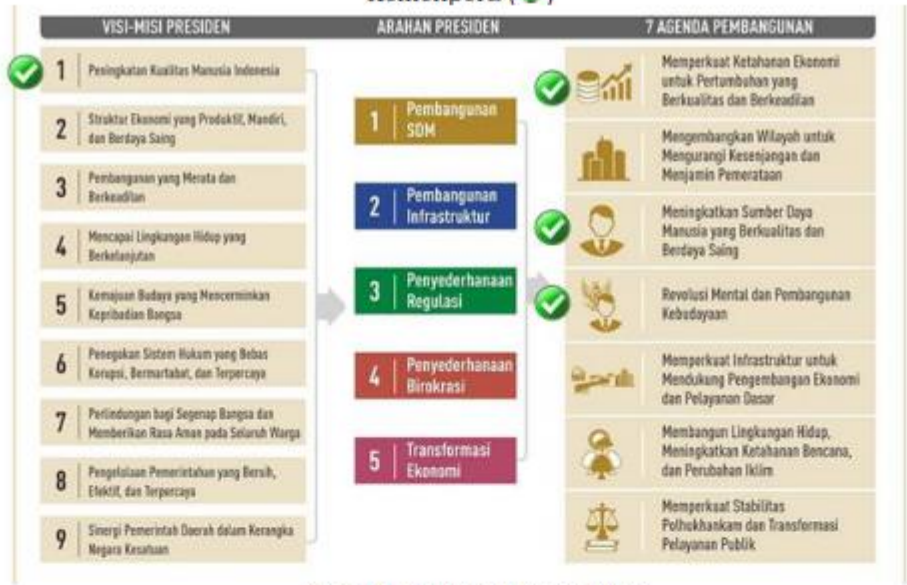 VISI-MISI PRESIDEN
1
Peningkatan Kualitas Manusia Indonesia
2
Struktur Ekonomi yang Produktif, Mandiri,
dan Berdaya Saing
3
Pembangunan yang Merata dan
Berkeadilan
4
Mencapai Lingkungan Hidup yang
Berkelanjutan
5
Kemajuan Budaya yang Mencerminkan
Kepribadian Bangsa
6
Penegakan Sistem Hukum yang Bebas
Korupsi, Bermartabat, dan Terpercaya
7
Perlindungan bagi Segenap Bangsa dan
Memberikan Rasa Aman pada Seluruh Warga
8
Pengelolaan Pemerintahan yang Bersih,
Efektif, dan Terpercaya
9
Sinergi Pemerintah Daerah dalam Kerangka
Negara Kesatuan
ARAHAN PRESIDEN
1
Pembangunan
SDM
2
Pembangunan
Infrastruktur
3
Penyederhanaan
Regulasi
4
Penyederhanaan
Birokrasi
5
Transformasi
Ekonomi
7 AGENDA PEMBANGUNAN
Memperkuat Ketahanan Ekonomi
untuk Pertumbuhan yang
Berkualitas dan Berkeadilan
Mengembangkan Wilayah untuk
Mengurangi Kesenjangan dan
Menjamin Pemerataan
Meningkatkan Sumber Daya
Manusia yang Berkualitas dan
Berdaya Saing
Revolusi Mental dan Pembangunan
Kebudayaan
Memperkuat Infrastruktur untuk
Mendukung Pengembangan Ekonomi
dan Pelayanan Dasar
Membangun Lingkungan Hidup,
Meningkatkan Ketahanan Bencana,
dan Perubahan Iklim
Memperkuat Stabilitas
Polhukhankam dan Transformasi
Pelayanan Publik